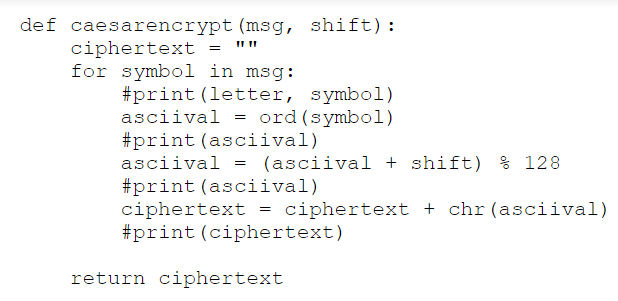 def caesarencrypt(msg, shift):
    ciphertext = ""
    for symbol in msg:
        #print(letter, symbol)
        asciival = ord(symbol)
        #print(asciival)
        asciival = (asciival + shift) % 128
        #print(asciival)
        ciphertext = ciphertext + chr(asciival)
        #print(ciphertext)

    return ciphertext